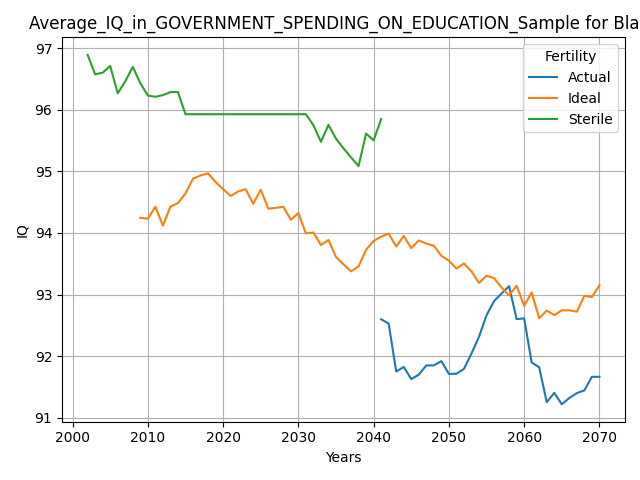 Average_IQ_in_GOVERNMENT_SPENDING_ON_EDUCATION_Sample for Bla
97
96
95
94
93
92
91
IQ
Fertility
Actual
Ideal
Sterile
2000 2010 2020 2030 2040 2050 2060 2070
Years